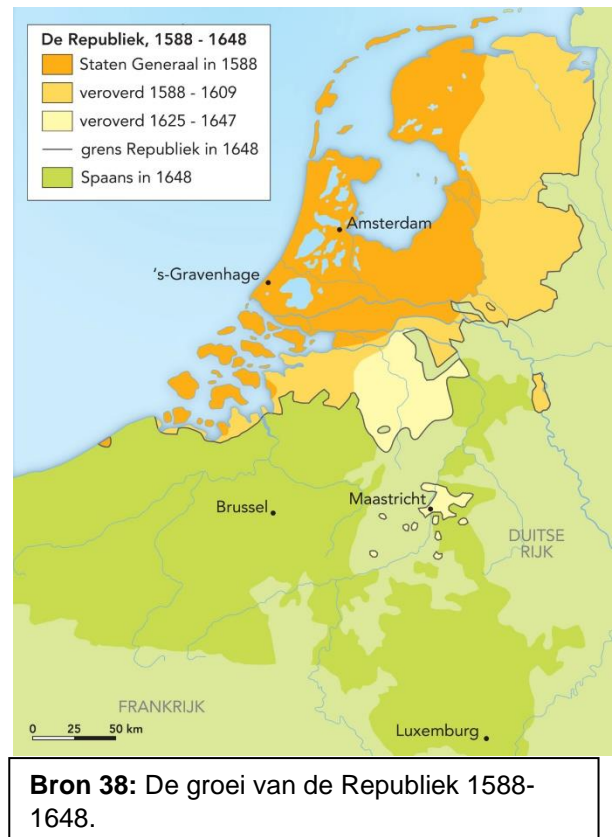 De Republiek, 1588 - 1648
Staten Generaal in 1588
veroverd 1588 - 1609
veroverd 1625 - 1647
grens Republiek in 1648
Spaans in 1648
Amsterdam
's-Gravenhage
Brussel
Maastricht
DUITSE
RIJK
FRANKRIJK
0 25 50 km
Luxemburg
Bron 38: De groei van de Republiek 1588-
1648.